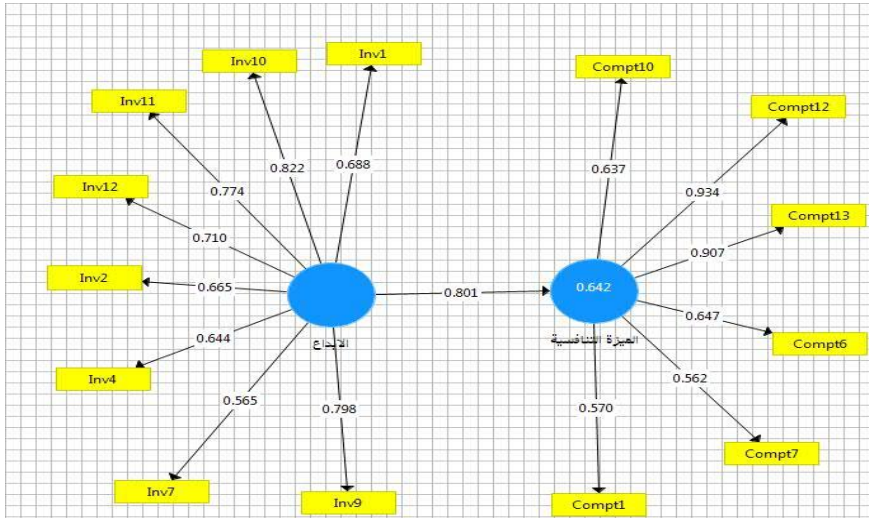 Inv1
Inv10
Inv11
Inv12
Inv2
Inv4
Inv7
Inv9
0.688
0.822
0.774
0.710
0.665
0.644
0.565
0.798
الابداع
0.801
0.642
الميزة التنافسية
Compt10
Compt12
Compt13
Compt6
Compt7
Compt1
0.637
0.934
0.907
0.647
0.562
0.570